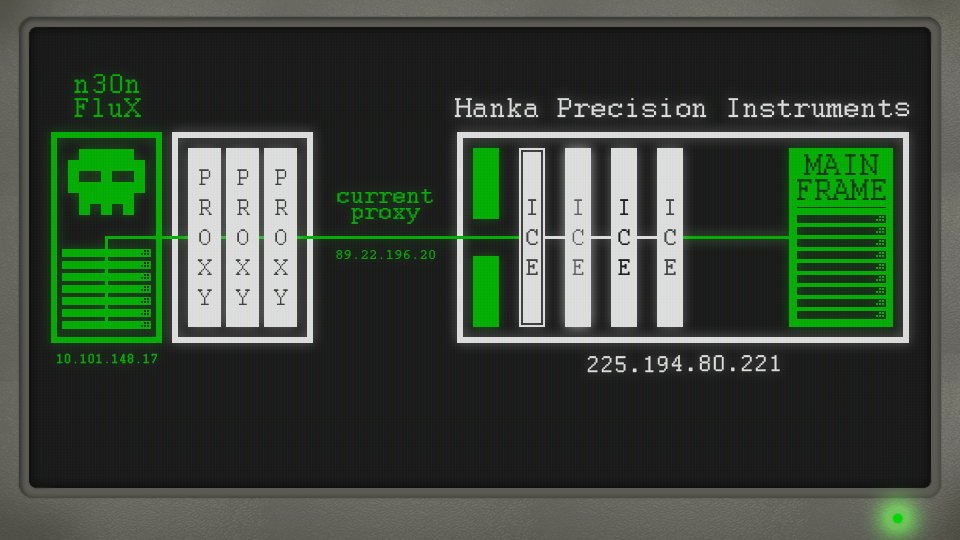 n30n
FluX
Hanka Precision Instruments
PROXY
PROXY
PROXY
current
proxy
89.22.196.20
ICE
ICE
ICE
ICE
MAIN
FRAME
10.101.148.17
225.194.80.221